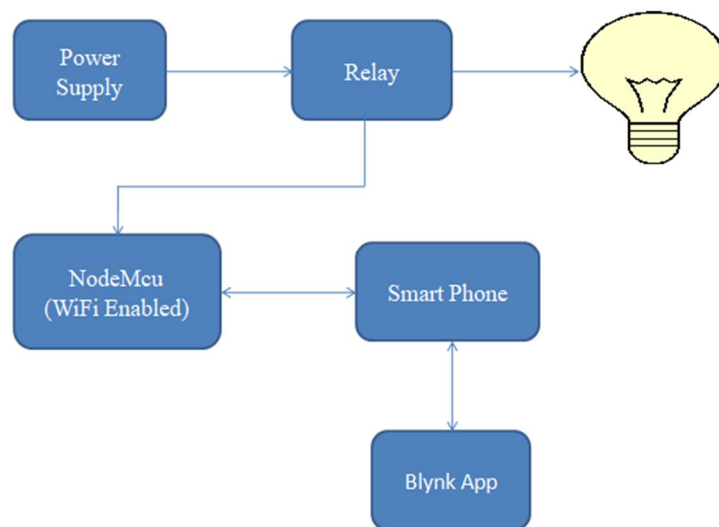 Power
Supply
Relay
NodeMcu
(WiFi Enabled)
Smart Phone
Blynk App